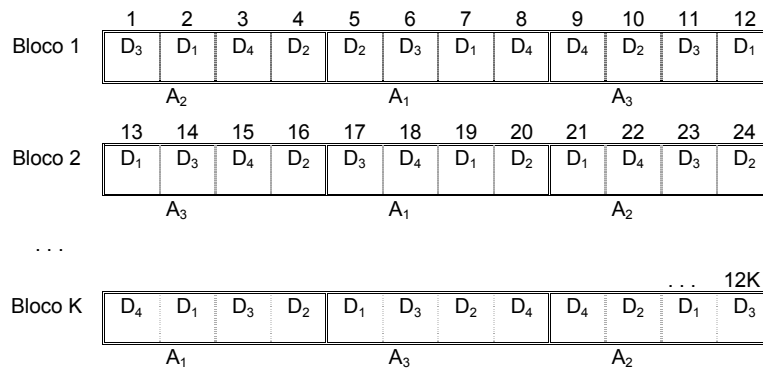 1 2 3 4 5 6 7 8 9 10 11 12
Bloco 1 D₃ D₁ D₄ D₂ D₂ D₃ D₁ D₄ D₄ D₂ D₃ D₁
A₂ A₁ A₃
13 14 15 16 17 18 19 20 21 22 23 24
Bloco 2 D₁ D₃ D₄ D₂ D₃ D₄ D₁ D₂ D₁ D₄ D₃ D₂
A₃ A₁ A₂
. . .
. . . 12K
Bloco K D₄ D₁ D₃ D₂ D₁ D₃ D₂ D₄ D₄ D₂ D₁ D₃
A₁ A₃ A₂